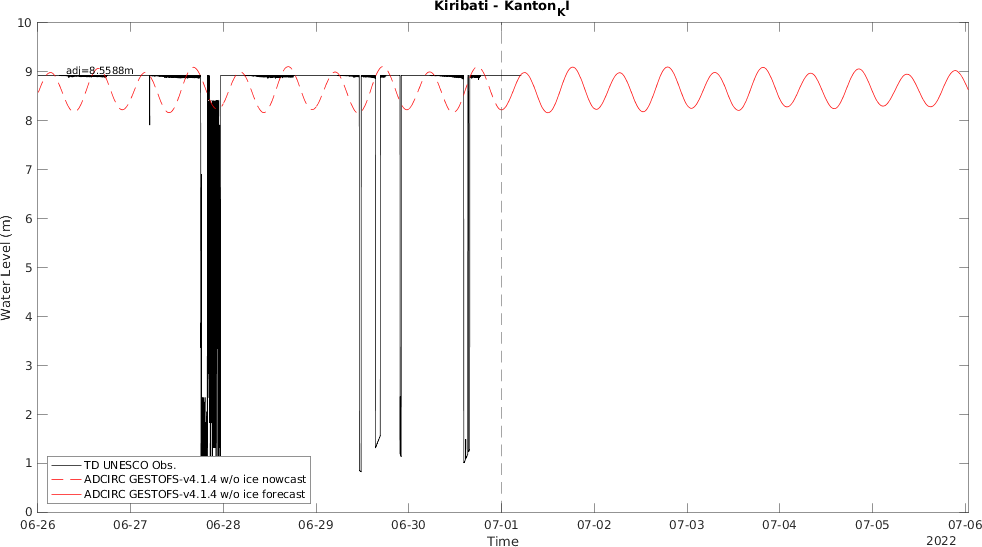 Kiribati - Kanton_KI
10
9
8
7
6
5
4
3
2
1
0
Water Level (m)
adj=8.5588m
TD UNESCO Obs.
ADCIRC GESTOFS-v4.1.4 w/o ice nowcast
ADCIRC GESTOFS-v4.1.4 w/o ice forecast
06-26 06-27 06-28 06-29 06-30 07-01 07-02 07-03 07-04 07-05 07-06
Time
2022